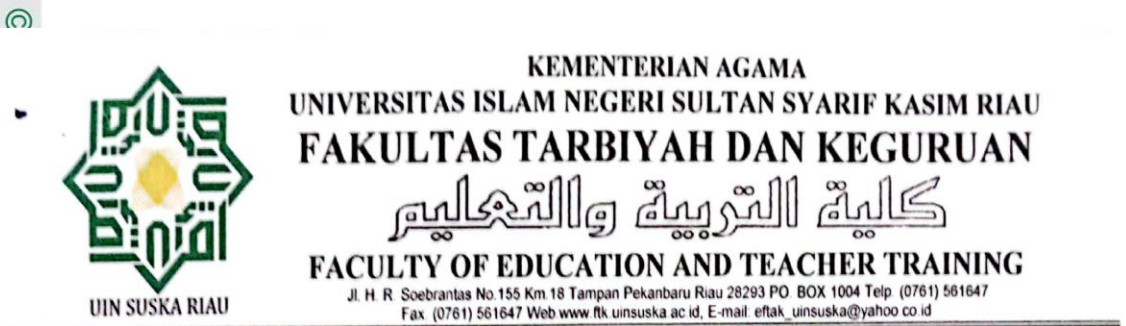 ©
KEMENTERIAN AGAMA
UNIVERSITAS ISLAM NEGERI SULTAN SYARIF KASIM RIAU
FAKULTAS TARBIYAH DAN KEGURUAN
كلية التربية والتعليم
FACULTY OF EDUCATION AND TEACHER TRAINING
Jl. H. R. Soebrantas No.155 Km.18 Tampan Pekanbaru Riau 28293 PO. BOX 1004 Telp. (0761) 561647
Fax. (0761) 561647 Web www.ftk.uinsuska.ac.id, E-mail: eftak_uinsuska@yahoo.co.id
UIN SUSKA RIAU